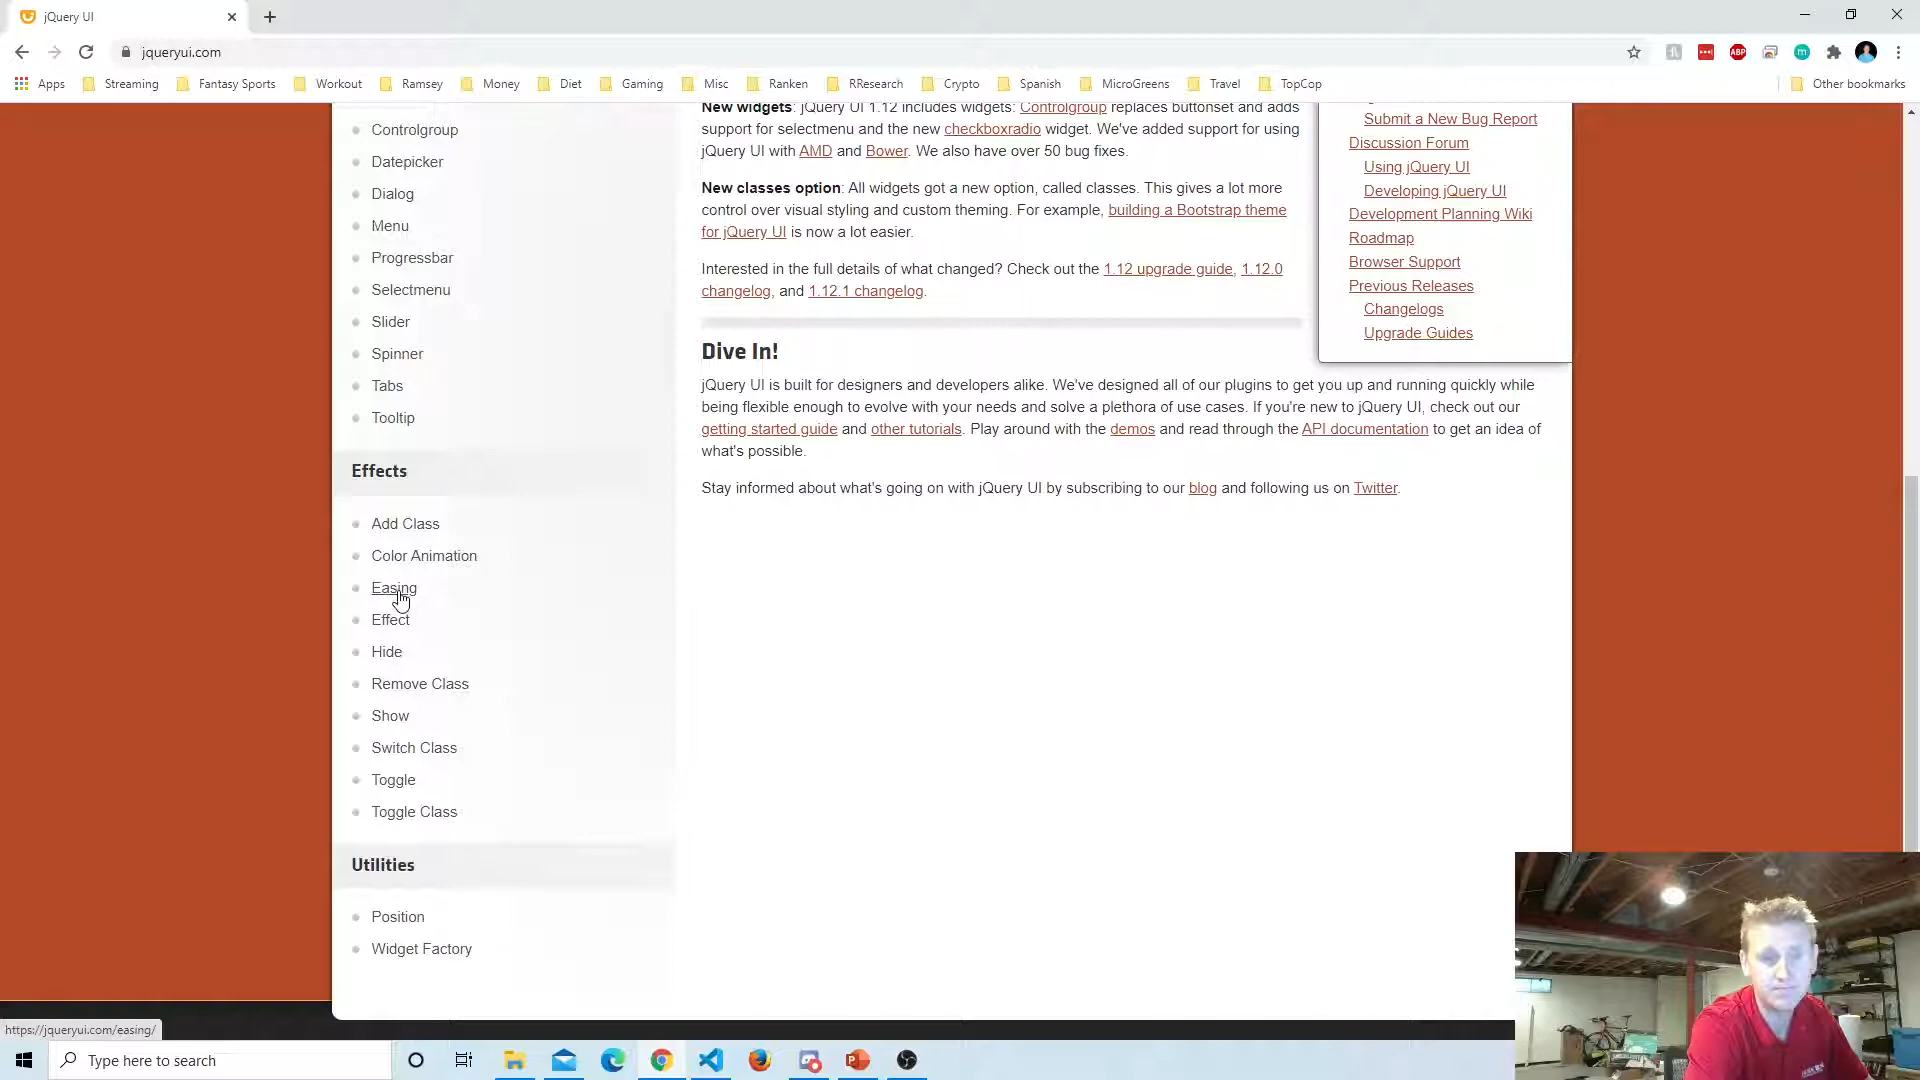 jQuery UI
jqueryui.com
ABP
m
Apps
Streaming
Fantasy Sports
Workout
Ramsey
Money
Diet
Gaming
Misc
Ranken
RResearch
Crypto
Spanish
MicroGreens
Travel
TopCop
Other bookmarks
Controlgroup
Datepicker
Dialog
Menu
Progressbar
Selectmenu
Slider
Spinner
Tabs
Tooltip
Effects
Add Class
Color Animation
Easing
Effect
Hide
Remove Class
Show
Switch Class
Toggle
Toggle Class
Utilities
Position
Widget Factory
New widgets: jQuery UI 1.12 includes widgets: Controlgroup replaces buttonset and adds
support for selectmenu and the new checkboxradio widget. We've added support for using
jQuery UI with AMD and Bower. We also have over 50 bug fixes.
New classes option: All widgets got a new option, called classes. This gives a lot more
control over visual styling and custom theming. For example, building a Bootstrap theme
for jQuery UI is now a lot easier.
Interested in the full details of what changed? Check out the 1.12 upgrade guide, 1.12.0
changelog, and 1.12.1 changelog.
Dive In!
jQuery UI is built for designers and developers alike. We've designed all of our plugins to get you up and running quickly while
being flexible enough to evolve with your needs and solve a plethora of use cases. If you're new to jQuery UI, check out our
getting started guide and other tutorials. Play around with the demos and read through the API documentation to get an idea of
what's possible.
Stay informed about what's going on with jQuery UI by subscribing to our blog and following us on Twitter.
Submit a New Bug Report
Discussion Forum
Using jQuery UI
Developing jQuery UI
Development Planning Wiki
Roadmap
Browser Support
Previous Releases
Changelogs
Upgrade Guides
https://jqueryui.com/easing/
Type here to search